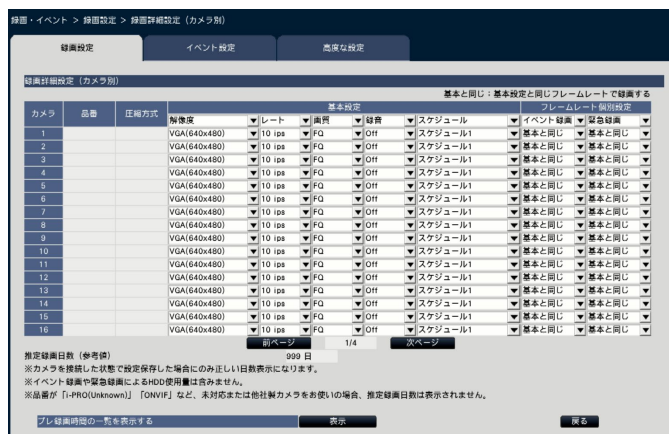 録画・イベント > 録画設定 > 録画詳細設定（カメラ別）
録画設定 イベント設定 高度な設定
録画詳細設定（カメラ別）
基本と同じ：基本設定と同じフレームレートで録画する
カメラ 品番 圧縮方式 基本設定 フレームレート個別設定
解像度 レート 画質 録音 スケジュール イベント録画 緊急録画
1 VGA(640x480) 10 ips FQ Off スケジュール1 基本と同じ 基本と同じ
2 VGA(640x480) 10 ips FQ Off スケジュール1 基本と同じ 基本と同じ
3 VGA(640x480) 10 ips FQ Off スケジュール1 基本と同じ 基本と同じ
4 VGA(640x480) 10 ips FQ Off スケジュール1 基本と同じ 基本と同じ
5 VGA(640x480) 10 ips FQ Off スケジュール1 基本と同じ 基本と同じ
6 VGA(640x480) 10 ips FQ Off スケジュール1 基本と同じ 基本と同じ
7 VGA(640x480) 10 ips FQ Off スケジュール1 基本と同じ 基本と同じ
8 VGA(640x480) 10 ips FQ Off スケジュール1 基本と同じ 基本と同じ
9 VGA(640x480) 10 ips FQ Off スケジュール1 基本と同じ 基本と同じ
10 VGA(640x480) 10 ips FQ Off スケジュール1 基本と同じ 基本と同じ
11 VGA(640x480) 10 ips FQ Off スケジュール1 基本と同じ 基本と同じ
12 VGA(640x480) 10 ips FQ Off スケジュール1 基本と同じ 基本と同じ
13 VGA(640x480) 10 ips FQ Off スケジュール1 基本と同じ 基本と同じ
14 VGA(640x480) 10 ips FQ Off スケジュール1 基本と同じ 基本と同じ
15 VGA(640x480) 10 ips FQ Off スケジュール1 基本と同じ 基本と同じ
16 VGA(640x480) 10 ips FQ Off スケジュール1 基本と同じ 基本と同じ
前ページ 1/4 次ページ
推定録画日数（参考値） 999 日
※カメラを接続した状態で設定保存した場合にのみ正しい日数表示になります。
※イベント録画や緊急録画によるHDD使用量は含みません。
※品番が「i-PRO(Unknown)」「ONVIF」など、未対応または他社製カメラをお使いの場合、推定録画日数は表示されません。
プレ録画時間の一覧を表示する 表示 戻る